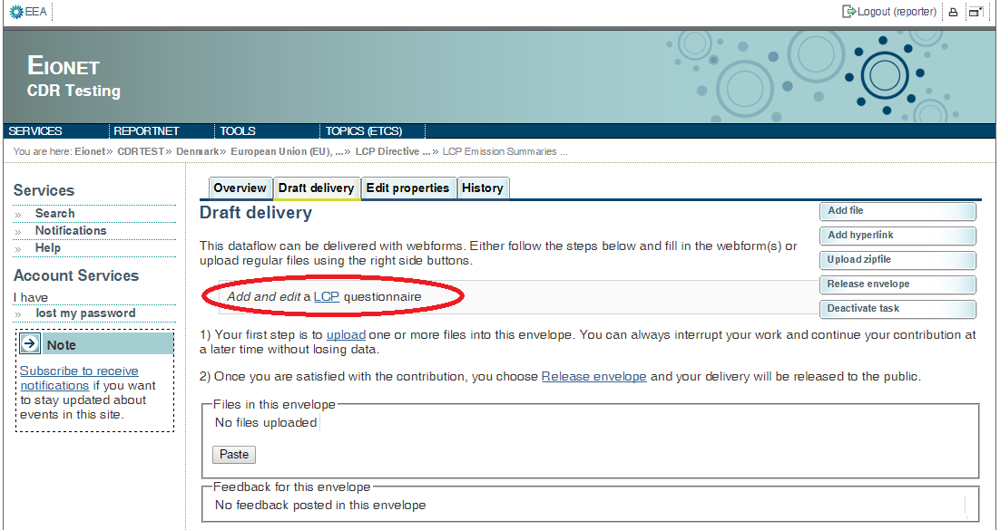 EEA
Logout (reporter)
EIONET
CDR Testing
SERVICES REPORTNET TOOLS TOPICS (ETCS)
You are here: Eionet» CDRTEST» Denmark» European Union (EU), ...» LCP Directive ...» LCP Emission Summaries ...
Services
» Search
» Notifications
» Help
Account Services
I have
» lost my password
Note
Subscribe to receive
notifications if you want
to stay updated about
events in this site.
Overview Draft delivery Edit properties History
Draft delivery
Add file
Add hyperlink
Upload zipfile
Release envelope
Deactivate task
This dataflow can be delivered with webforms. Either follow the steps below and fill in the webform(s) or
upload regular files using the right side buttons.
Add and edit a LCP questionnaire
1) Your first step is to upload one or more files into this envelope. You can always interrupt your work and continue your contribution at
a later time without losing data.
2) Once you are satisfied with the contribution, you choose Release envelope and your delivery will be released to the public.
Files in this envelope
No files uploaded
Paste
Feedback for this envelope
No feedback posted in this envelope